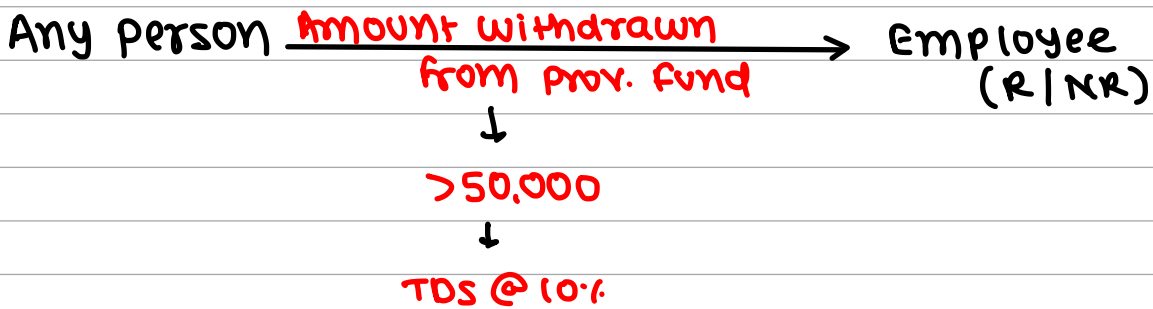 Any person Amount withdrawn Employee
from prov. fund (R|NR)
>50,000
TDS @ 10%